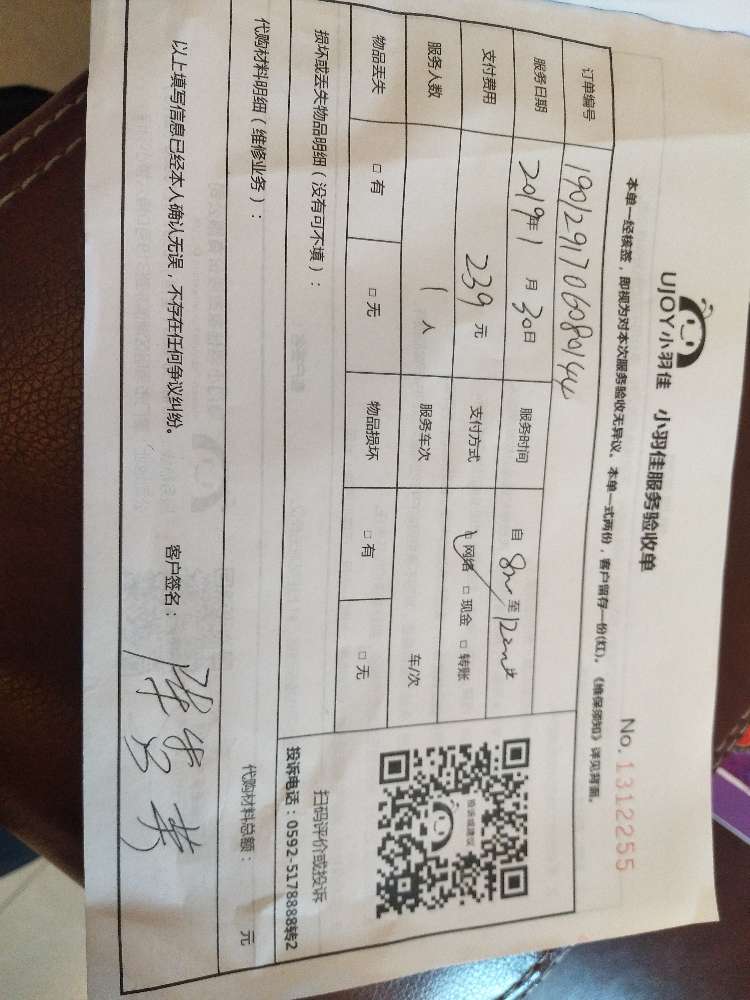 UJOY小羽佳 小羽佳服务验收单
No. 1312255
本单一经核签，即视为对本次服务验收无异议。本单一式两份，客户留存一份(红)。《维保须知》详见背面。
订单编号 1901291706080144
服务日期 2019年1月30日 服务时间 自 8 至 12
支付费用 239元 支付方式 ☑网络 □现金 □转账
服务人数 1人 服务车次 车/次
物品丢失 □有 □无 物品损坏 □有 □无
投诉或建议
扫码评价或投诉
投诉电话：0592-5178888转2
损坏或丢失物品明细（没有可不填）：
代购材料明细（维修业务）： 代购材料总额： 元
以上填写信息已经本人确认无误，不存在任何争议纠纷。 客户签名：